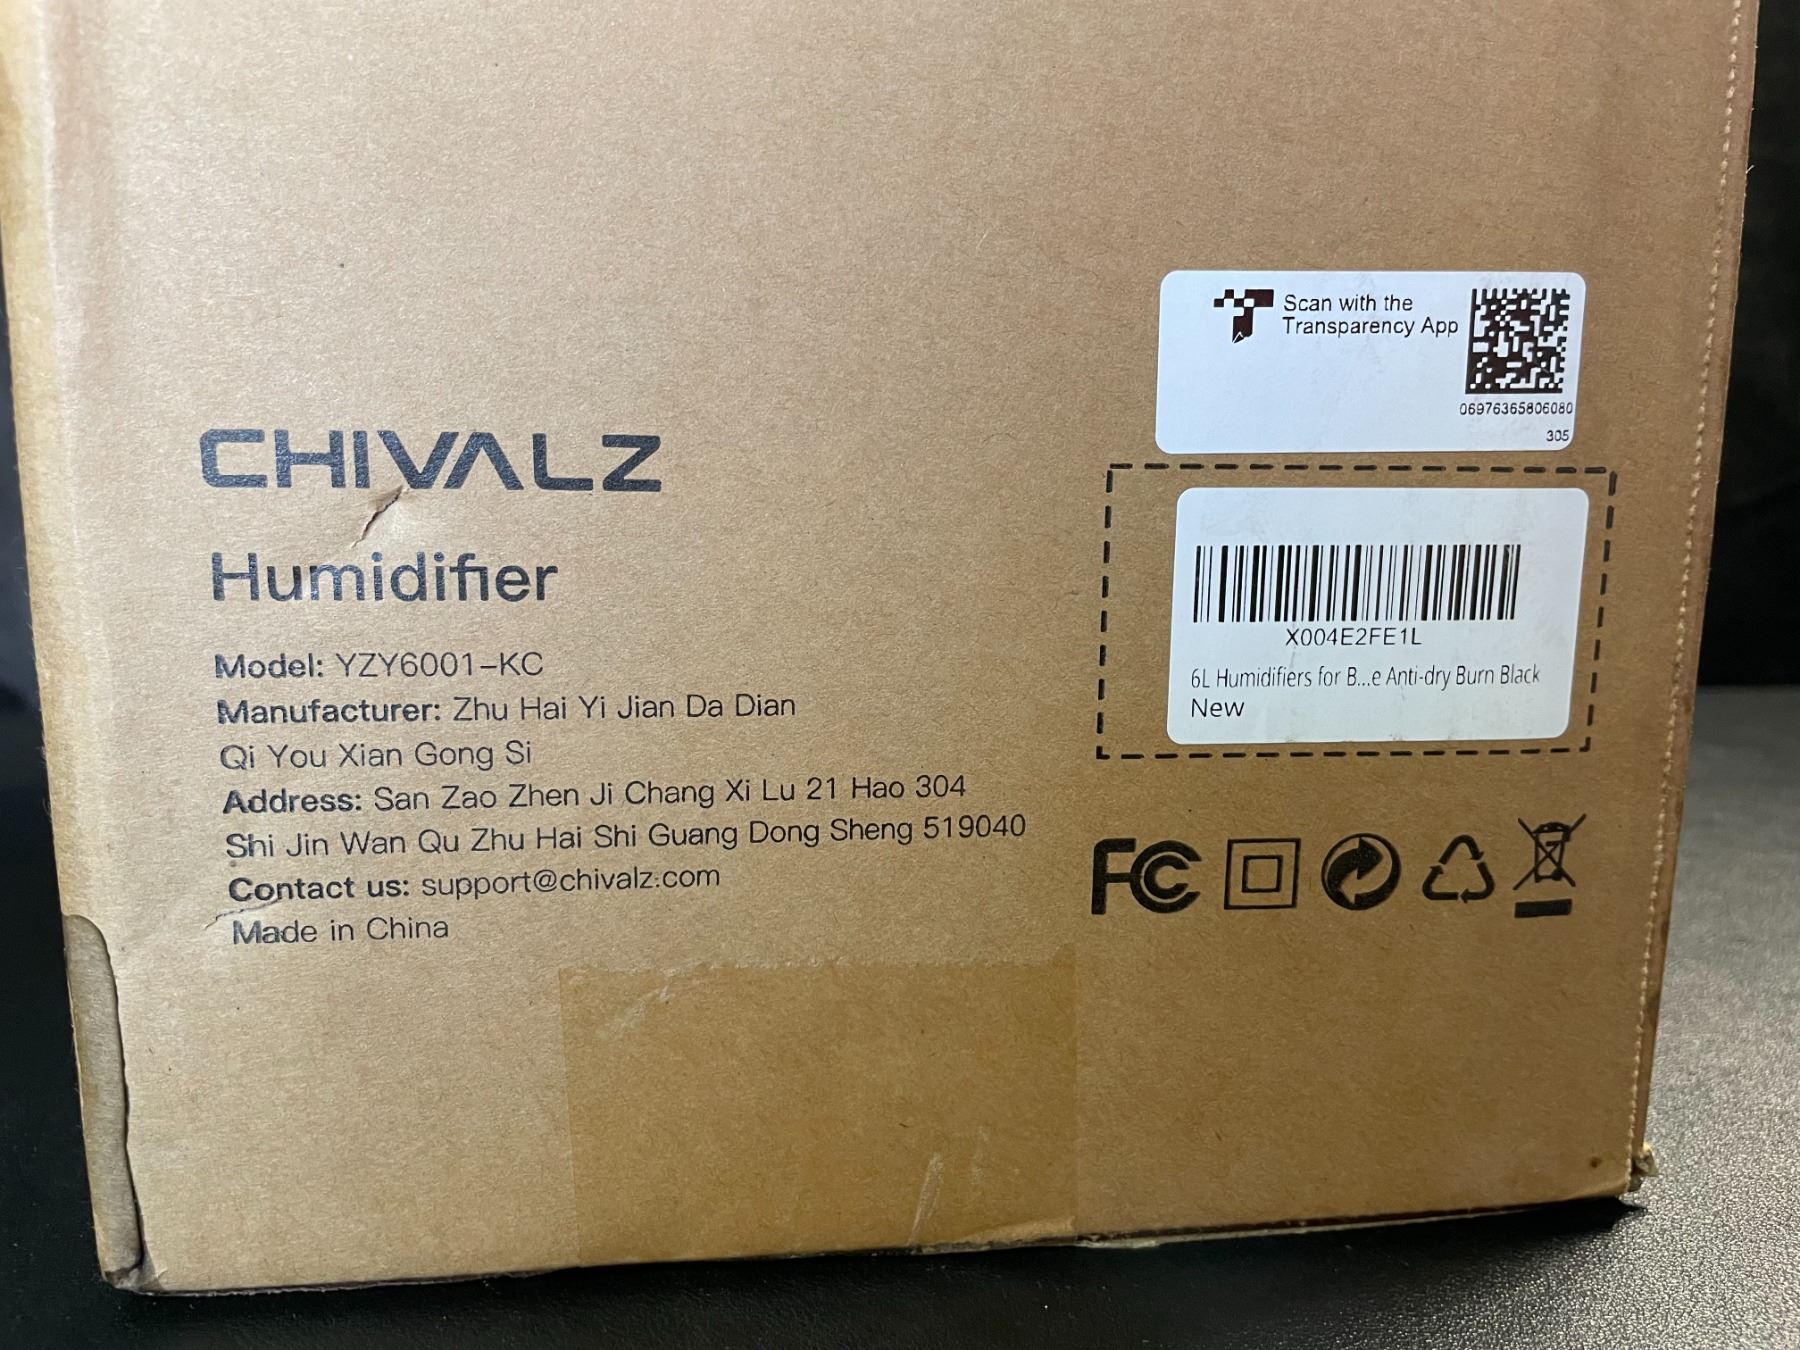 CHIVALZ
Humidifier
Model: YZY6001-KC
Manufacturer: Zhu Hai Yi Jian Da Dian
Qi You Xian Gong Si
Address: San Zao Zhen Ji Chang Xi Lu 21 Hao 304
Shi Jin Wan Qu Zhu Hai Shi Guang Dong Sheng 519040
Contact us: support@chivalz.com
Made in China
Scan with the
Transparency App
06976365806080
305
X004E2FE1L
6L Humidifiers for B...e Anti-dry Burn Black
New
FC